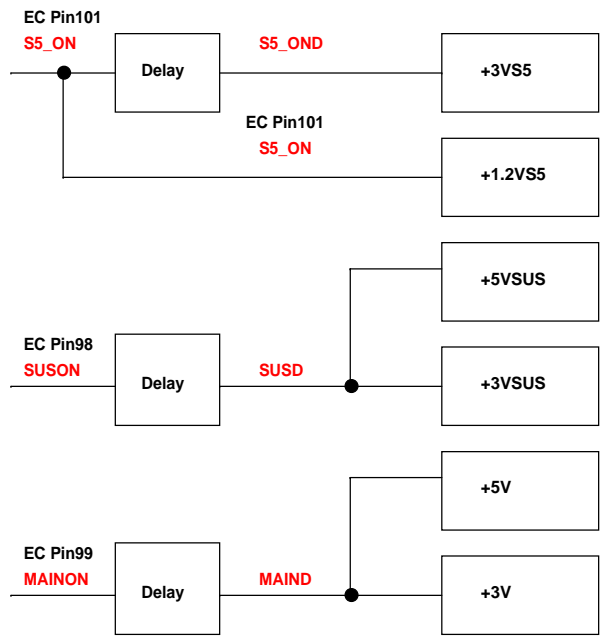 EC Pin101
S5_ON
Delay
S5_OND
+3VS5
EC Pin101
S5_ON
+1.2VS5
+5VSUS
EC Pin98
SUSON
Delay
SUSD
+3VSUS
+5V
EC Pin99
MAINON
Delay
MAIND
+3V